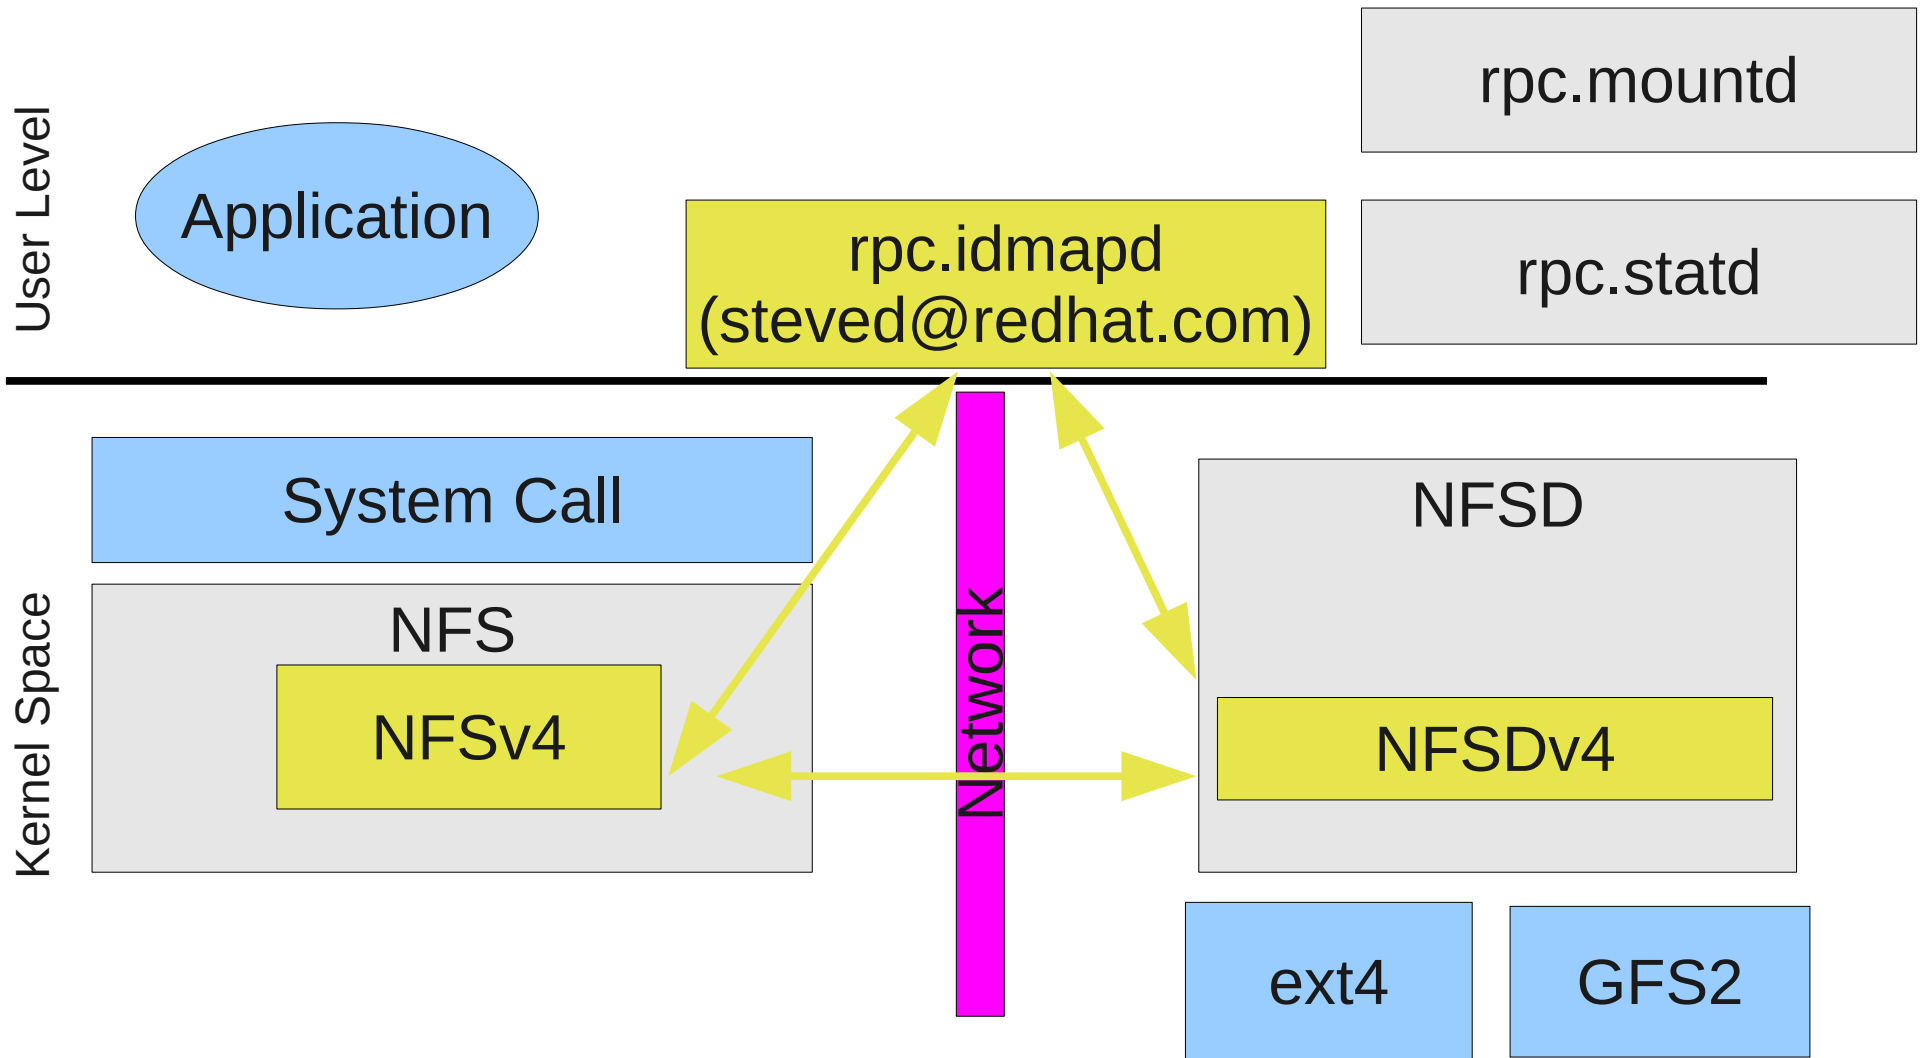 User Level
Application
rpc.idmapd
(steved@redhat.com)
rpc.mountd
rpc.statd
Kernel Space
System Call
NFS
NFSv4
Network
NFSD
NFSDv4
ext4
GFS2